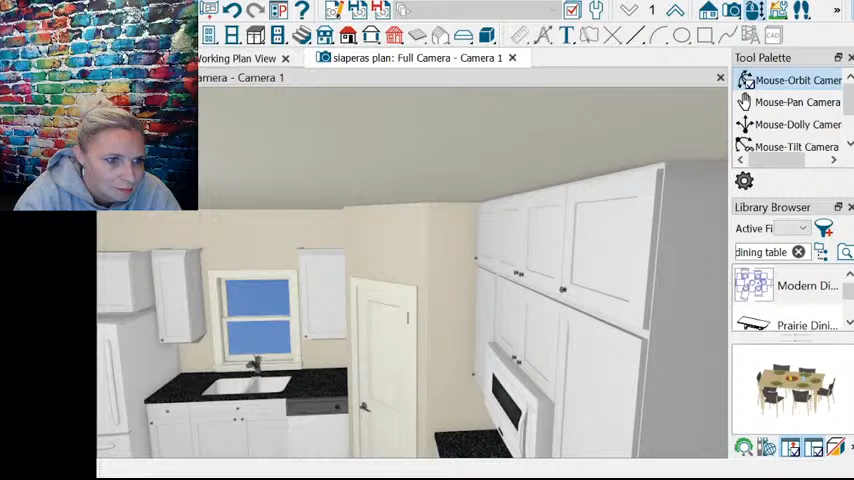 1
Working Plan View
slaperas plan: Full Camera - Camera 1
amera - Camera 1
Tool Palette
Mouse-Orbit Camer
Mouse-Pan Camera
Mouse-Dolly Camer
Mouse-Tilt Camera
Library Browser
Active Fi
dining table
Modern Di...
Prairie Dini...